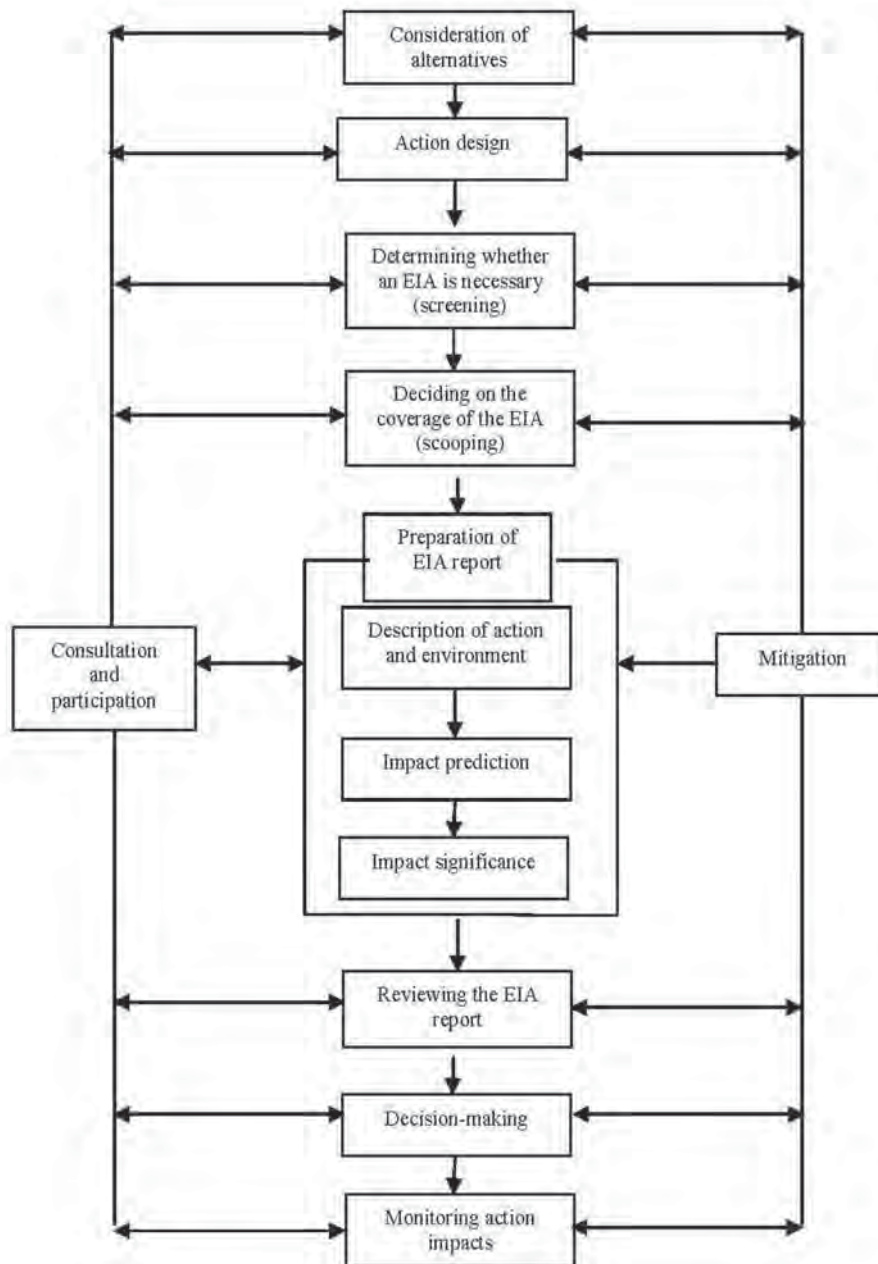 Consideration of
alternatives
Action design
Determining whether
an EIA is necessary
(screening)
Deciding on the
coverage of the EIA
(scooping)
Preparation of
EIA report
Description of action
and environment
Consultation
and
participation
Mitigation
Impact prediction
Impact significance
Reviewing the EIA
report
Decision-making
Monitoring action
impacts